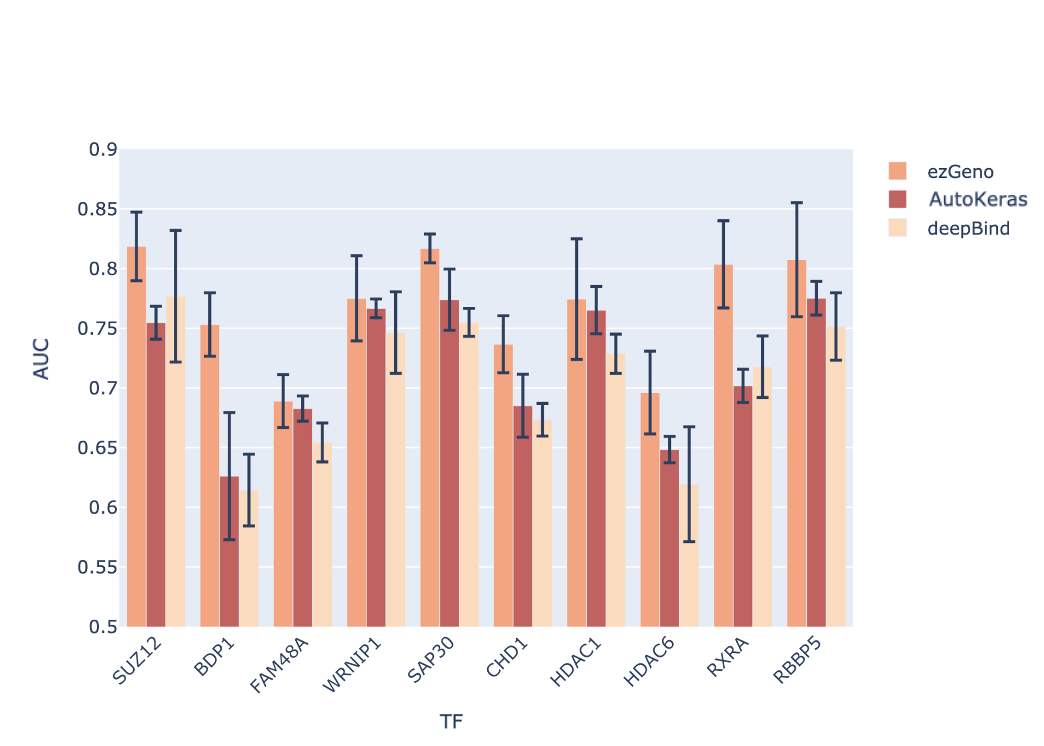 0.9
0.85
0.8
0.75
0.7
0.65
0.6
0.55
0.5
AUC
SUZ12
BDP1
FAM48A
WRNIP1
SAP30
CHD1
HDAC1
HDAC6
RXRA
RBBP5
TF
ezGeno
AutoKeras
deepBind